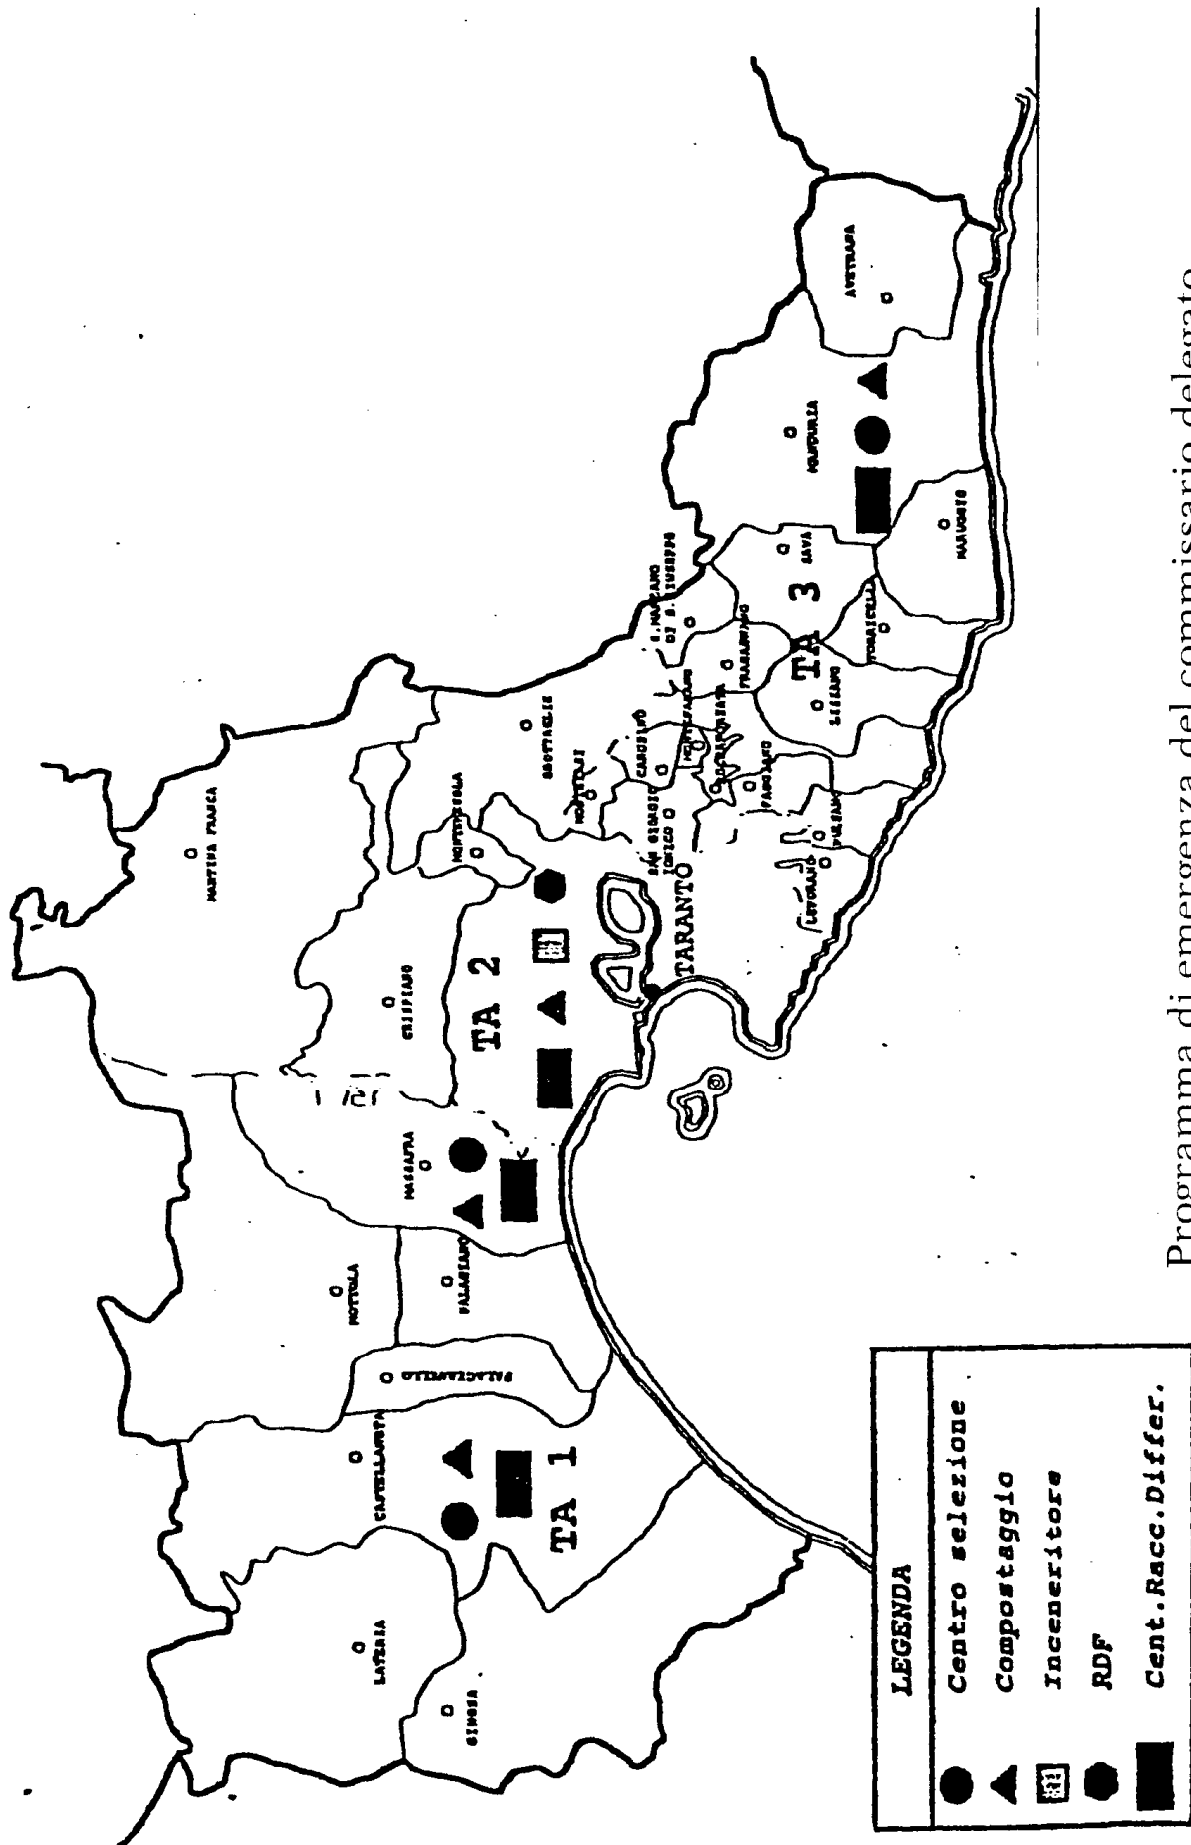 MARTINA FRANCA
CRISPIANO
MONTEMESOLA
GROTTAGLIE
MONTEIASI
TA 2
MASSAFRA
MOTTOLA
PALAGIANO
PALAGIANELLO
CASTELLANETA
LATERZA
GINOSA
TA 1
TARANTO
SAN GIORGIO
IONICO
CAROSINO
S.MARZANO
DI S.GIUSEPPE
FRAGAGNANO
SAVA
TA 3
MANDURIA
AVETRANA
MARUGGIO
TORRICELLA
LIZZANO
FAGGIANO
PULSANO
LEPORANO
LEGENDA
Centro selezione
Compostaggio
Inceneritore
RDF
Cent.Racc.Differ.
Programma di emergenza del commissario delegato